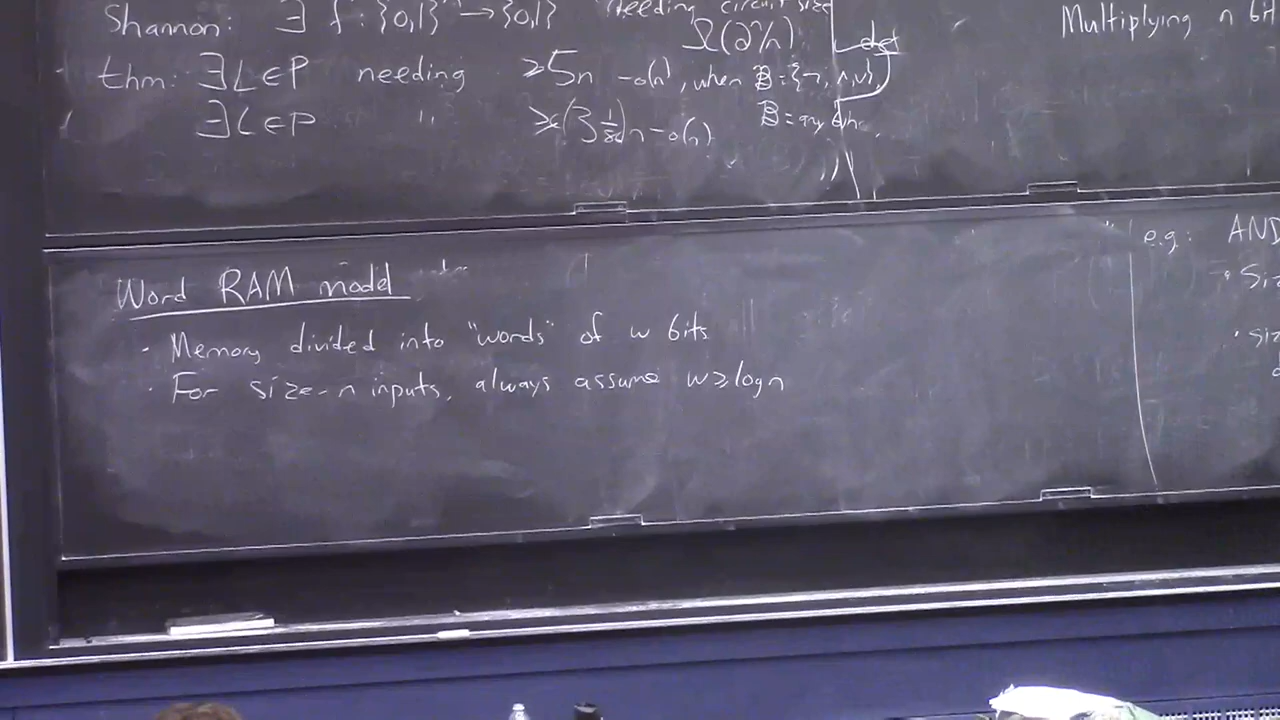 Shannon: ∃ f: {0,1}ⁿ → {0,1} needing circuit size Ω(2ⁿ/n)
thm: ∃L∈P needing ≥5n −o(n), when B={¬,∧,∨}
∃L∈P " ≥(3 1/86)n −o(n) B=any
Multiplying n bit
Word RAM model
· Memory divided into "words" of w bits
· For size-n inputs, always assume w≥log n
e.g: AND